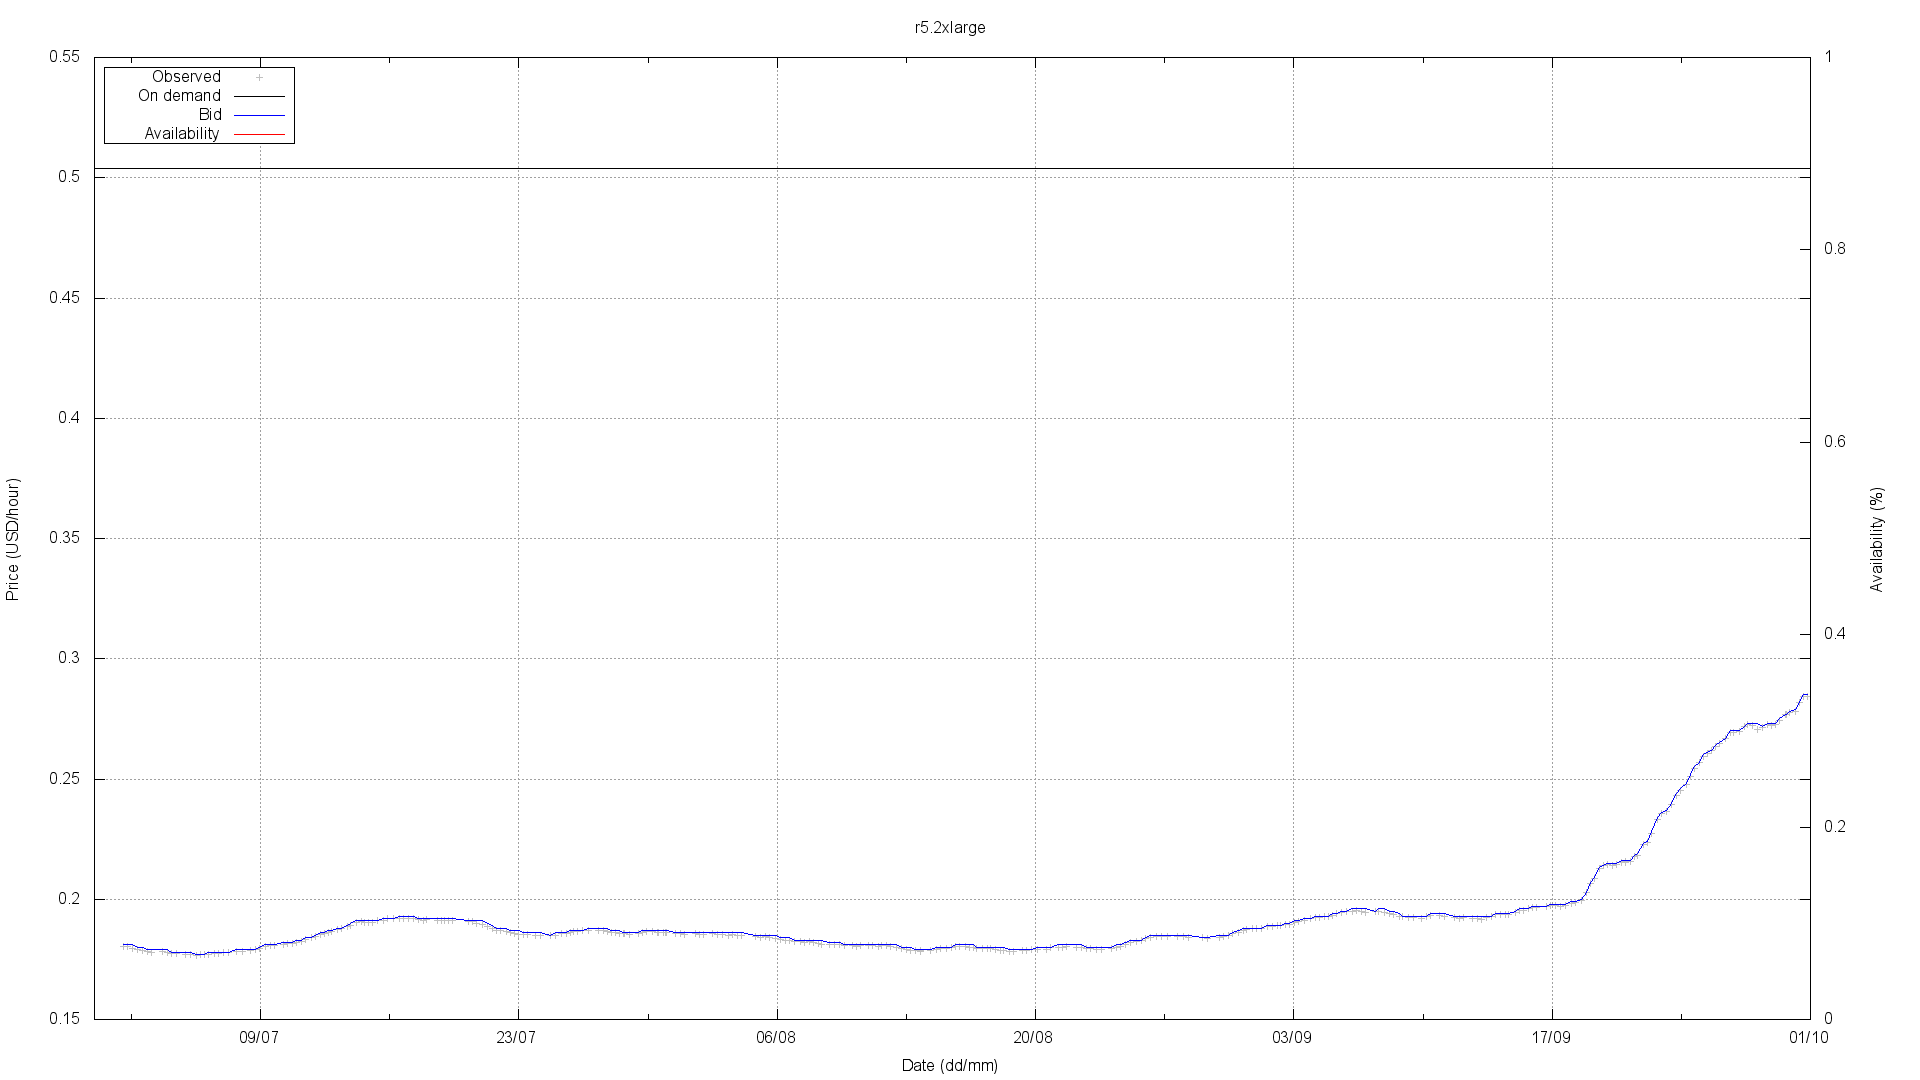 r5.2xlarge
0.55
0.5
0.45
0.4
0.35
0.3
0.25
0.2
0.15
1
0.8
0.6
0.4
0.2
0
Observed
On demand
Bid
Availability
Price (USD/hour)
Availability (%)
09/07 23/07 06/08 20/08 03/09 17/09 01/10
Date (dd/mm)